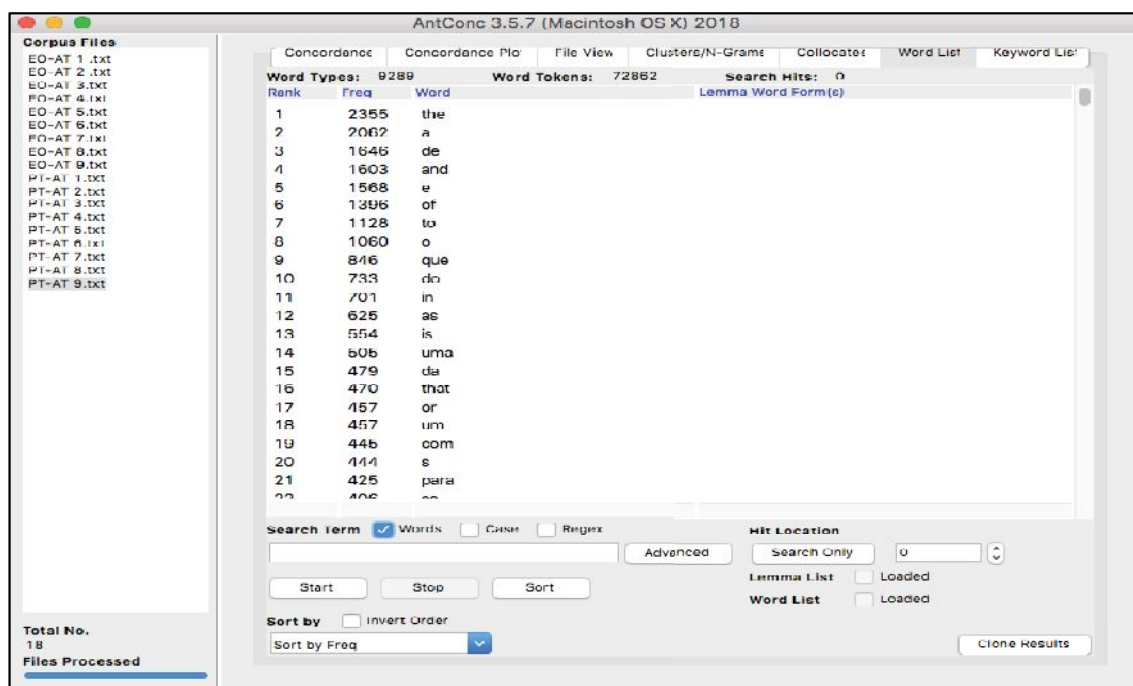 AntConc 3.5.7 (Macintosh OS X) 2018
Corpus Files
EO-AT 1 .txt
EO-AT 2 .txt
EO-AT 3.txt
EO-AT 4.txt
EO-AT 5.txt
EO-AT 6.txt
EO-AT 7.txt
EO-AT 8.txt
EO-AT 9.txt
PT-AT 1.txt
PT-AT 2.txt
PT-AT 3.txt
PT-AT 4.txt
PT-AT 5.txt
PT-AT 6.txt
PT-AT 7.txt
PT-AT 8.txt
PT-AT 9.txt
Total No.
18
Files Processed
Concordance Concordance Plo File View Clusters/N-Grams Collocates Word List Keyword List
Word Types: 9289 Word Tokens: 72862 Search Hits: 0
Rank Freq Word Lemma Word Form(s)
1 2355 the
2 2062 a
3 1646 de
4 1603 and
5 1568 e
6 1396 of
7 1128 to
8 1060 o
9 846 que
10 733 do
11 701 in
12 625 as
13 554 is
14 505 uma
15 479 da
16 470 that
17 457 or
18 457 um
19 445 com
20 444 s
21 425 para
22 406
Search Term Words Case Regex Hit Location
Advanced Search Only 0
Start Stop Sort Lemma List Loaded
Word List Loaded
Sort by Invert Order
Sort by Freq Clone Results